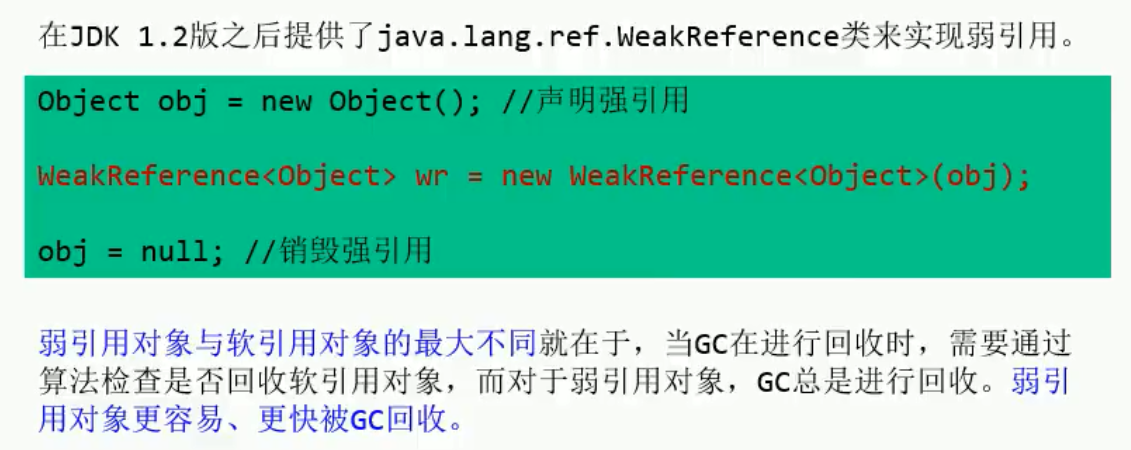 在JDK 1.2版之后提供了java.lang.ref.WeakReference类来实现弱引用。
Object obj = new Object(); //声明强引用
WeakReference<Object> wr = new WeakReference<Object>(obj);
obj = null; //销毁强引用
弱引用对象与软引用对象的最大不同就在于，当GC在进行回收时，需要通过
算法检查是否回收软引用对象，而对于弱引用对象，GC总是进行回收。弱引
用对象更容易、更快被GC回收。